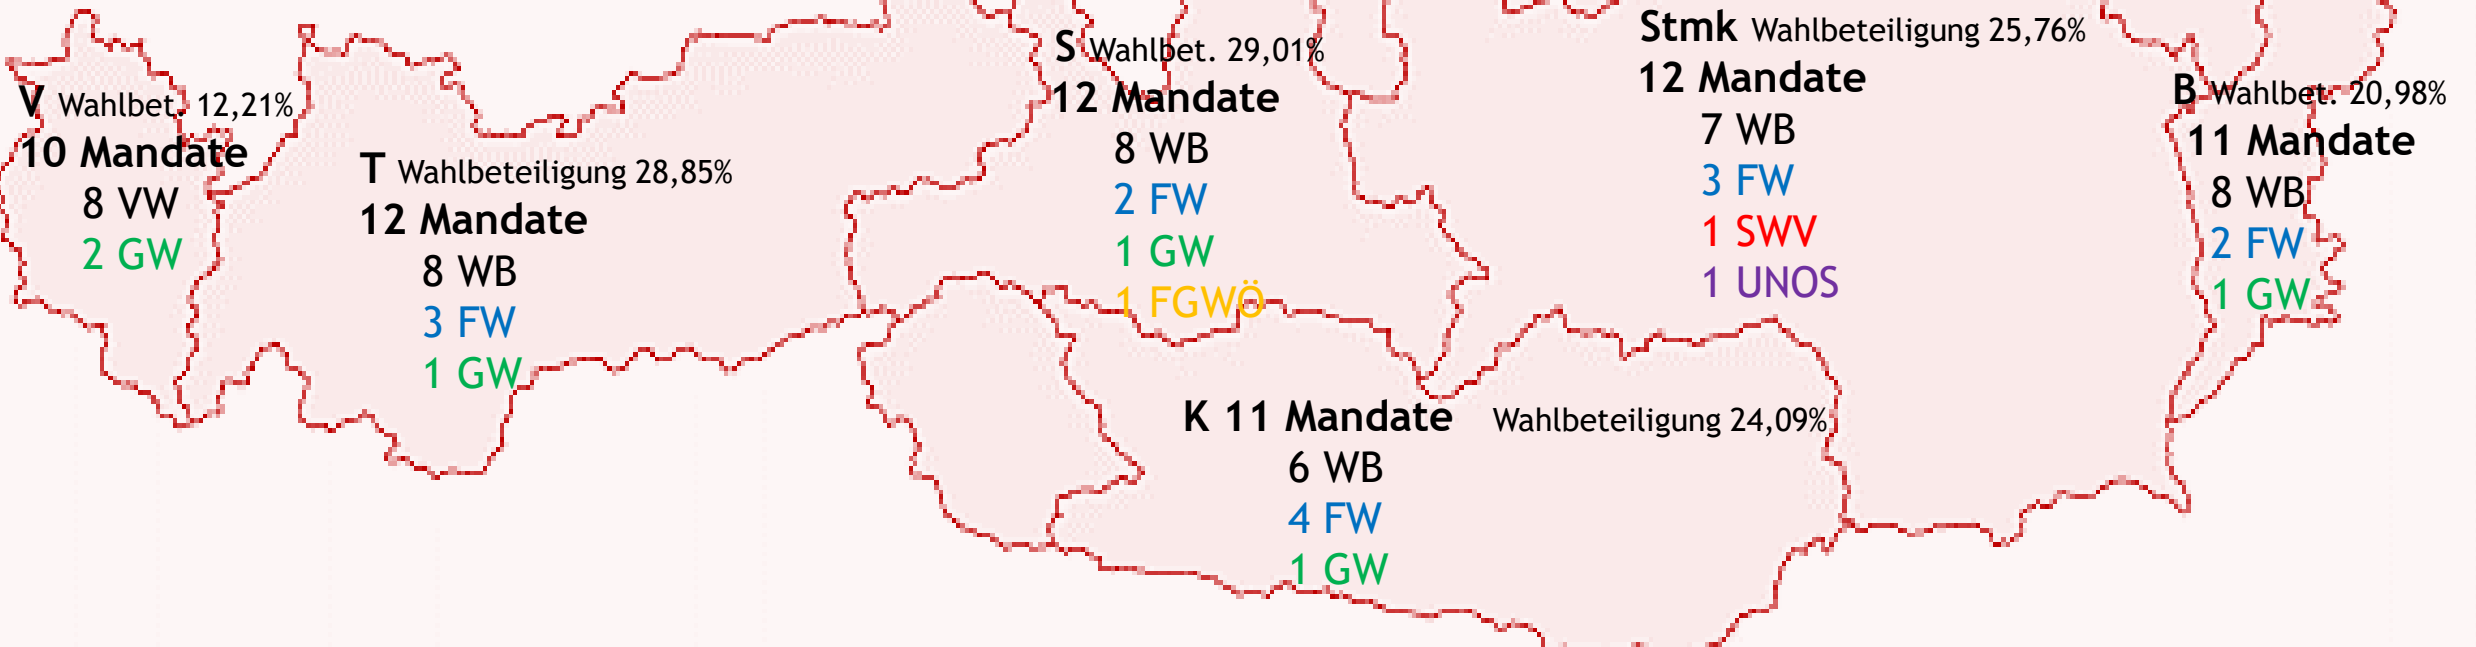 V Wahlbet. 12,21%
10 Mandate
8 VW
2 GW
T Wahlbeteiligung 28,85%
12 Mandate
8 WB
3 FW
1 GW
S Wahlbet. 29,01%
12 Mandate
8 WB
2 FW
1 GW
1 FGWÖ
K 11 Mandate Wahlbeteiligung 24,09%
6 WB
4 FW
1 GW
Stmk Wahlbeteiligung 25,76%
12 Mandate
7 WB
3 FW
1 SWV
1 UNOS
B Wahlbet. 20,98%
11 Mandate
8 WB
2 FW
1 GW